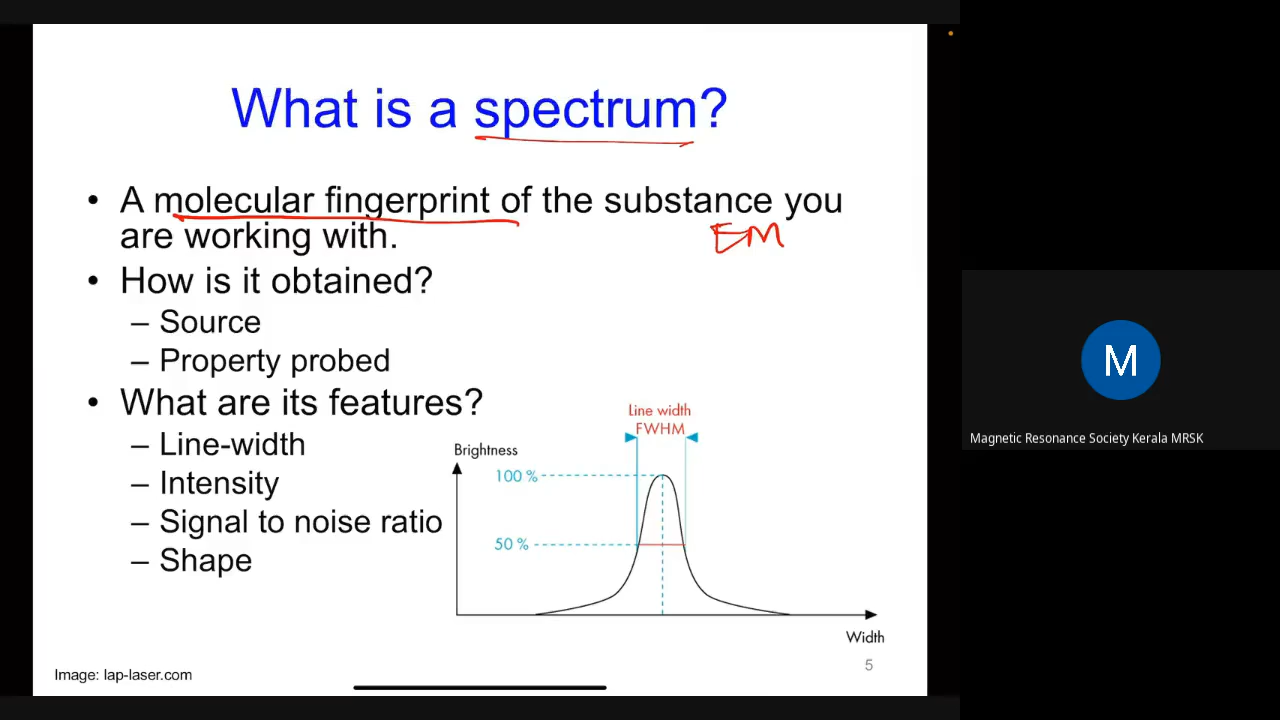 What is a spectrum?
• A molecular fingerprint of the substance you
are working with.
EM
• How is it obtained?
– Source
– Property probed
• What are its features?
– Line-width
– Intensity
– Signal to noise ratio
– Shape
Line width
FWHM
Brightness
100 %
50 %
Width
Image: lap-laser.com
5
M
Magnetic Resonance Society Kerala MRSK